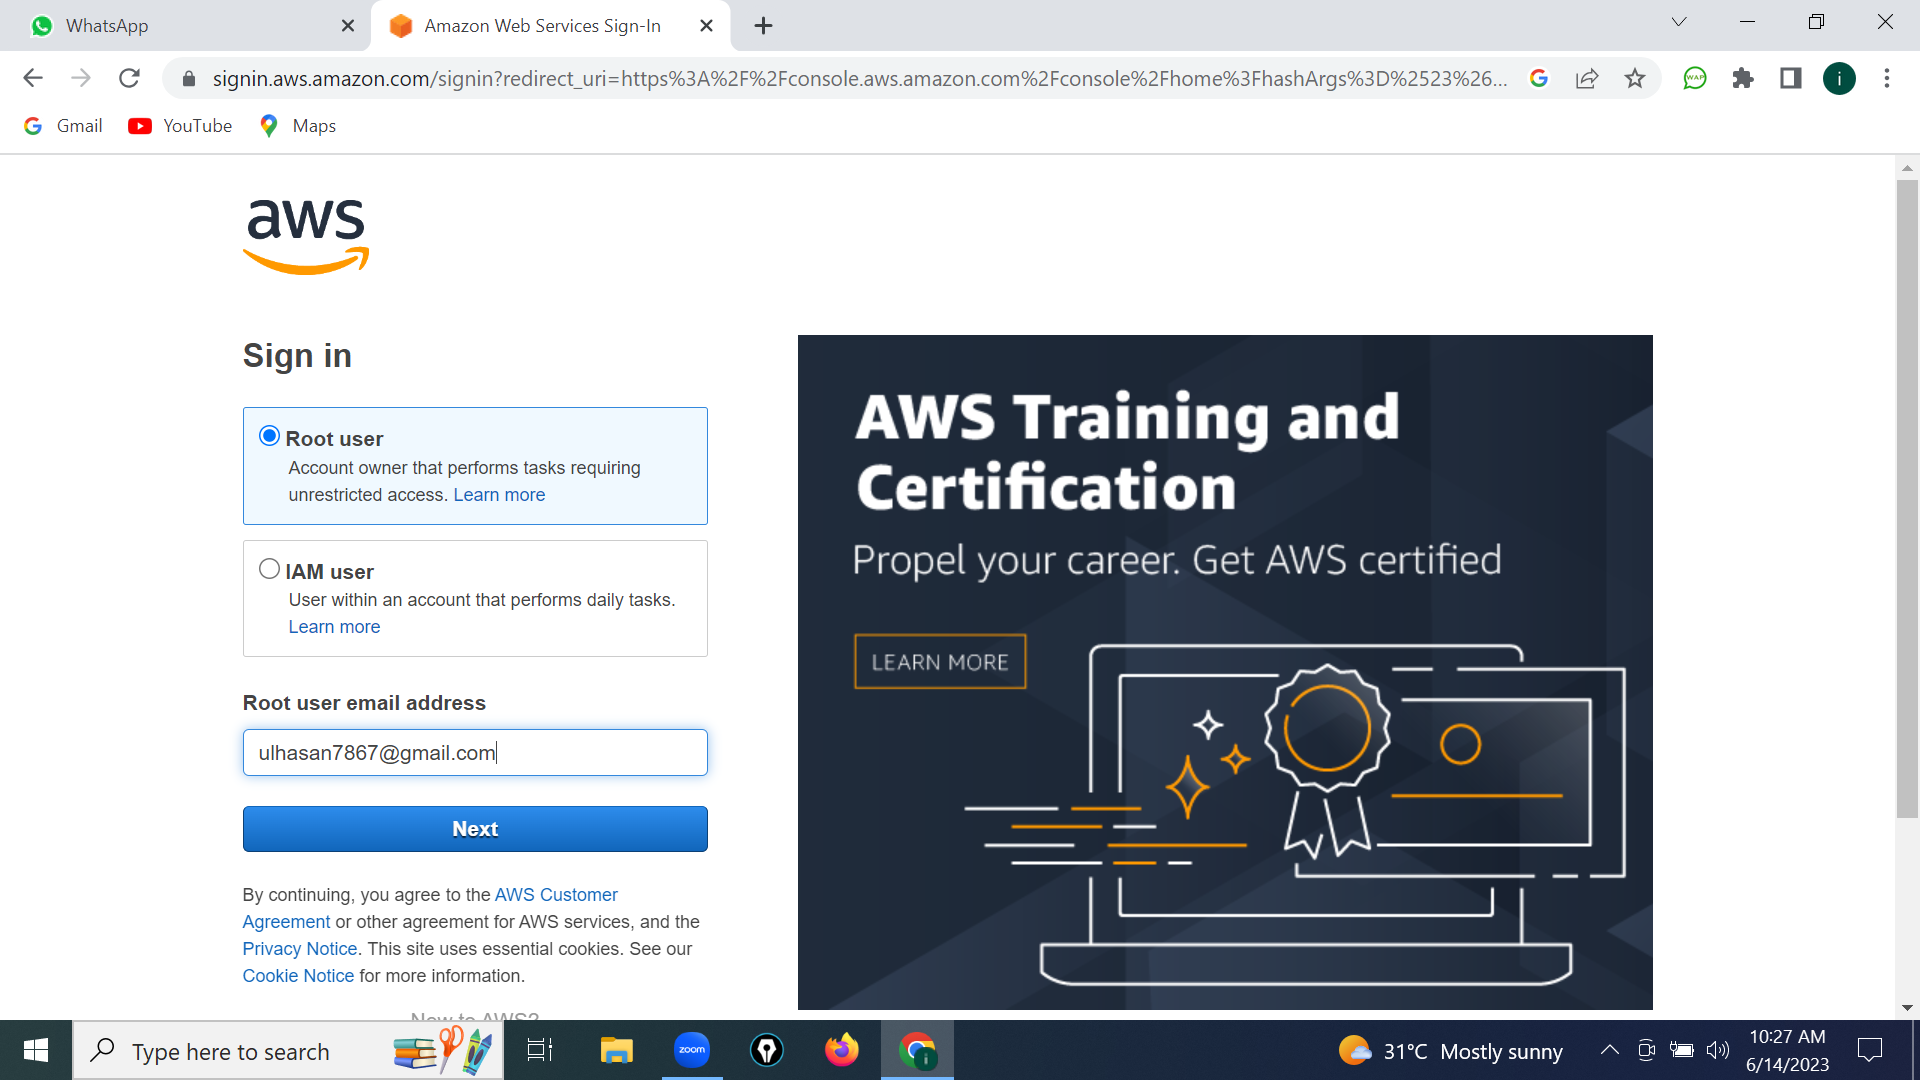 WhatsApp
Amazon Web Services Sign-In
signin.aws.amazon.com/signin?redirect_uri=https%3A%2F%2Fconsole.aws.amazon.com%2Fconsole%2Fhome%3FhashArgs%3D%2523%26...
i
Gmail
YouTube
Maps
aws
Sign in
Root user
Account owner that performs tasks requiring
unrestricted access. Learn more
IAM user
User within an account that performs daily tasks.
Learn more
Root user email address
ulhasan7867@gmail.com
Next
By continuing, you agree to the AWS Customer
Agreement or other agreement for AWS services, and the
Privacy Notice. This site uses essential cookies. See our
Cookie Notice for more information.
New to AWS?
AWS Training and
Certification
Propel your career. Get AWS certified
LEARN MORE
Type here to search
zoom
i
31°C Mostly sunny
10:27 AM
6/14/2023